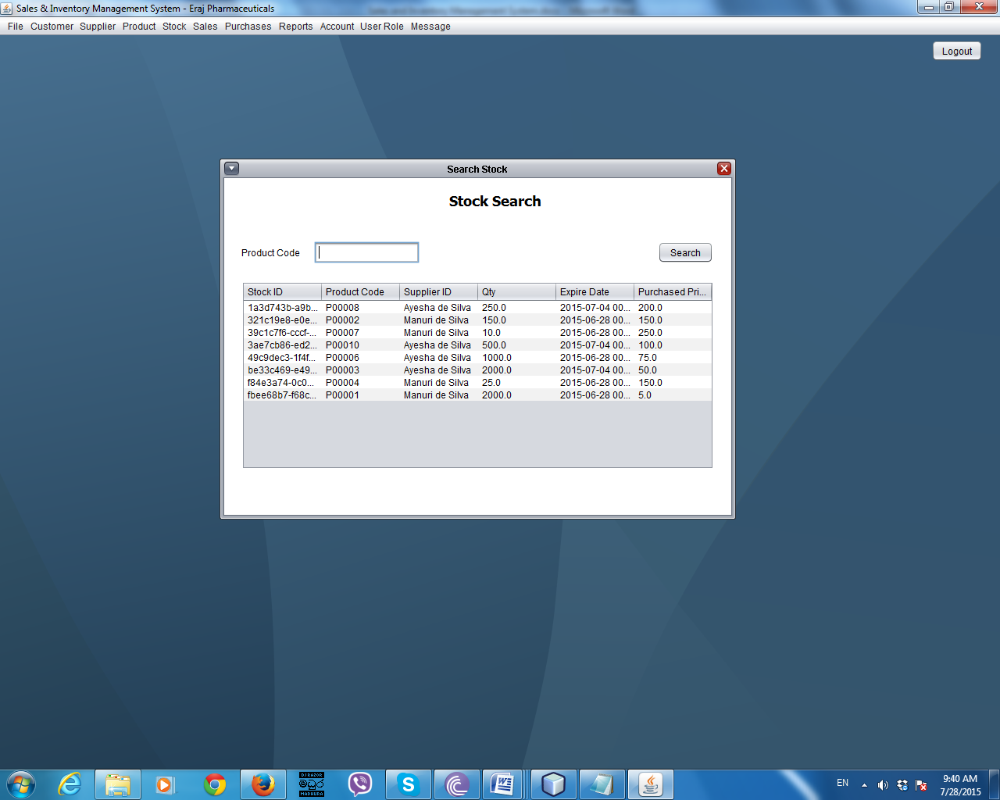 Sales & Inventory Management System - Eraj Pharmaceuticals
File Customer Supplier Product Stock Sales Purchases Reports Account User Role Message
Logout
Search Stock
Stock Search
Product Code
Search
Stock ID Product Code Supplier ID Qty Expire Date Purchased Pri...
1a3d743b-a9b... P00008 Ayesha de Silva 250.0 2015-07-04 00... 200.0
321c19e8-e0e... P00002 Manuri de Silva 150.0 2015-06-28 00... 150.0
39c1c7f6-cccf-... P00007 Manuri de Silva 10.0 2015-06-28 00... 250.0
3ae7cb86-ed2... P00010 Ayesha de Silva 500.0 2015-07-04 00... 100.0
49c9dec3-1f4f... P00006 Ayesha de Silva 1000.0 2015-06-28 00... 75.0
be33c469-e49... P00003 Ayesha de Silva 2000.0 2015-07-04 00... 50.0
f84e3a74-0c0... P00004 Manuri de Silva 25.0 2015-06-28 00... 150.0
fbee68b7-f68c... P00001 Manuri de Silva 2000.0 2015-06-28 00... 5.0
DJ RAZOR
මධුර
MADHURA
EN
9:40 AM
7/28/2015